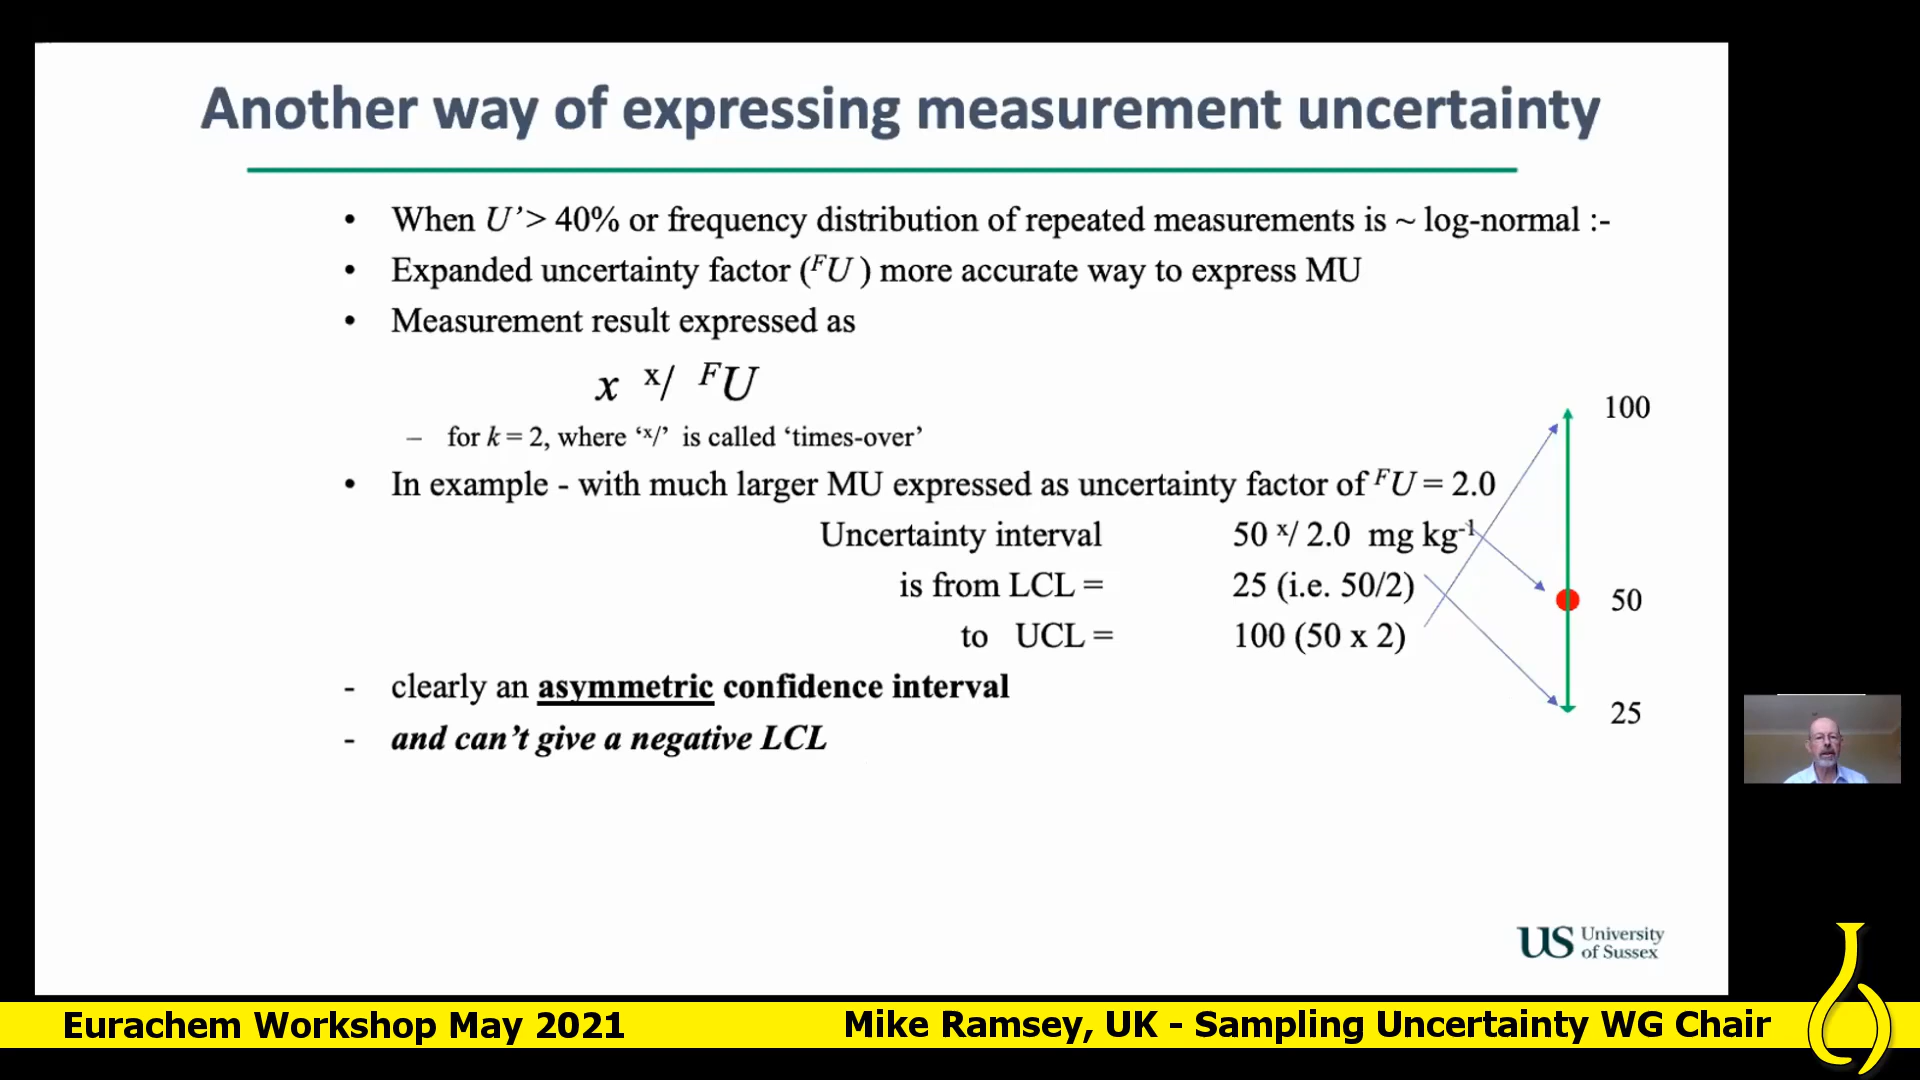 Another way of expressing measurement uncertainty
• When U’> 40% or frequency distribution of repeated measurements is ~ log-normal :-
• Expanded uncertainty factor (ᶠU ) more accurate way to express MU
• Measurement result expressed as
x ˣ/ ᶠU
– for k = 2, where ‘ˣ/’ is called ‘times-over’
• In example - with much larger MU expressed as uncertainty factor of ᶠU = 2.0
Uncertainty interval 50 ˣ/ 2.0 mg kg⁻¹
is from LCL = 25 (i.e. 50/2)
to UCL = 100 (50 x 2)
- clearly an asymmetric confidence interval
- and can’t give a negative LCL
100
50
25
US University
of Sussex
Eurachem Workshop May 2021
Mike Ramsey, UK - Sampling Uncertainty WG Chair